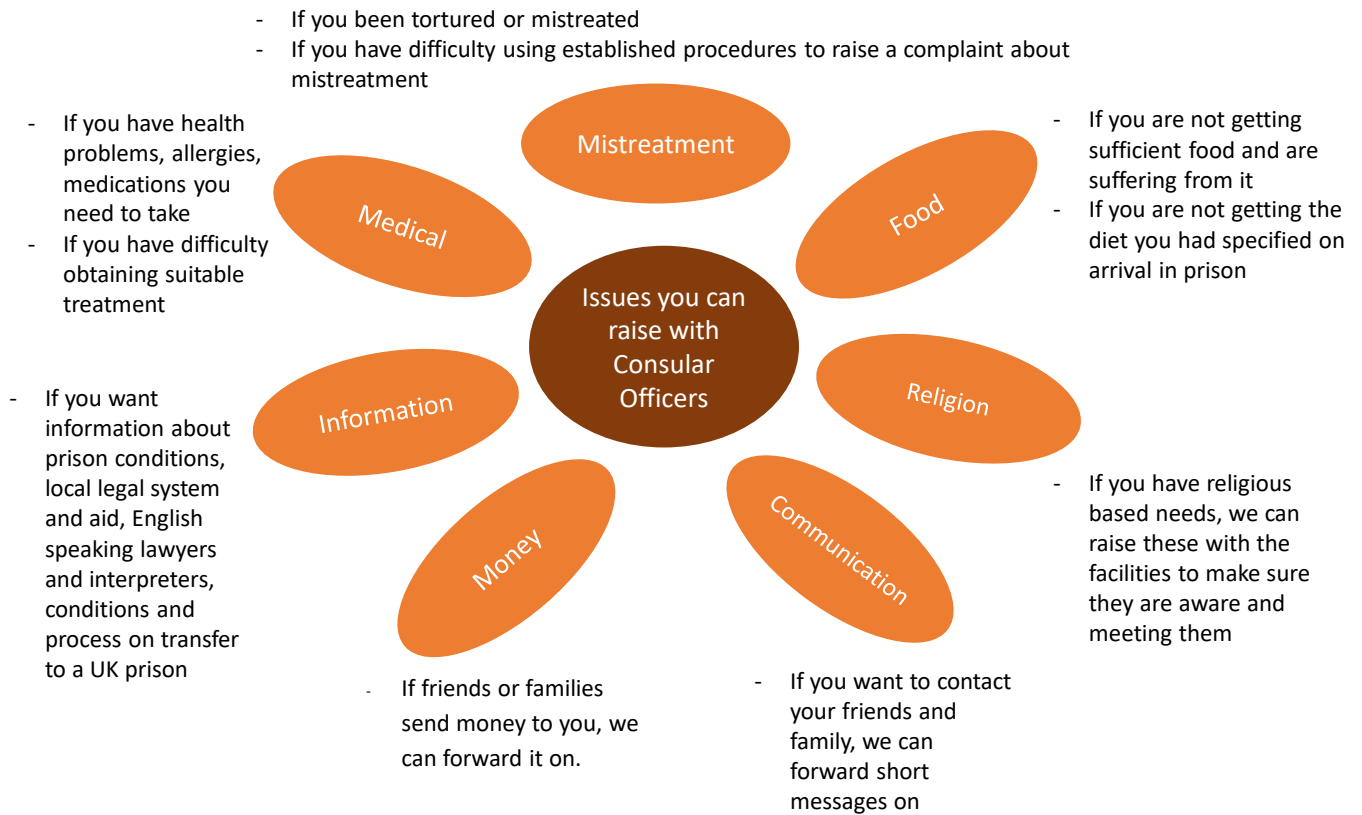 - If you been tortured or mistreated
- If you have difficulty using established procedures to raise a complaint about
mistreatment
Mistreatment
- If you have health
problems, allergies,
medications you
need to take
- If you have difficulty
obtaining suitable
treatment
Medical
Food
- If you are not getting
sufficient food and are
suffering from it
- If you are not getting the
diet you had specified on
arrival in prison
Issues you can
raise with
Consular
Officers
- If you want
information about
prison conditions,
local legal system
and aid, English
speaking lawyers
and interpreters,
conditions and
process on transfer
to a UK prison
Information
Religion
- If you have religious
based needs, we can
raise these with the
facilities to make sure
they are aware and
meeting them
Money
- If friends or families
send money to you, we
can forward it on.
Communication
- If you want to contact
your friends and
family, we can
forward short
messages on